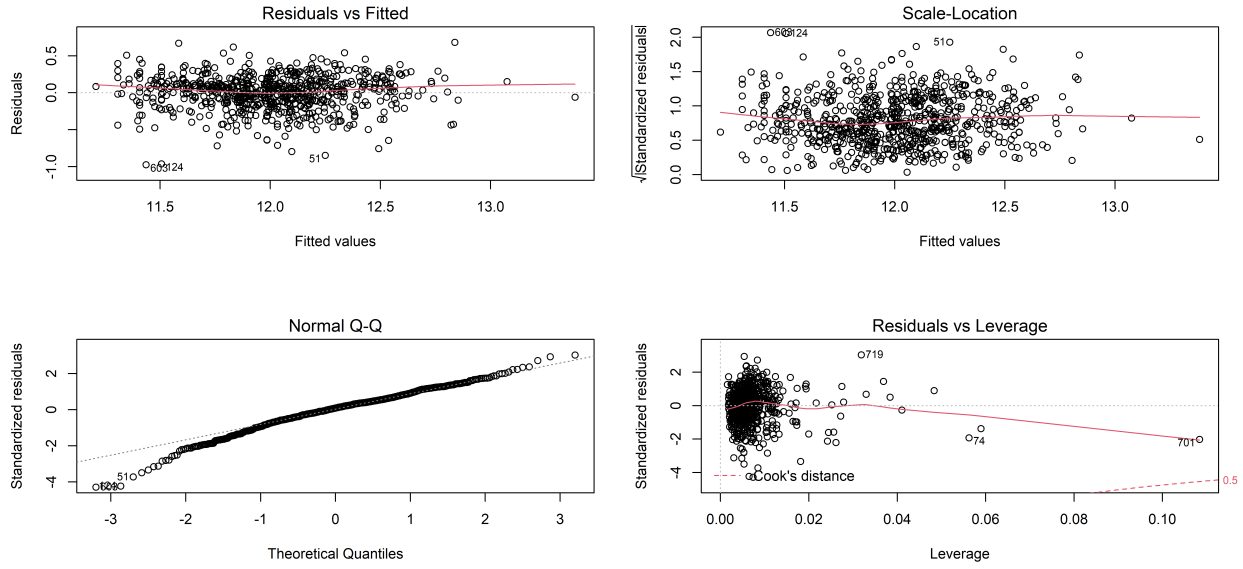 Residuals vs Fitted
Residuals
0.5
0.0
-1.0
603
124
51
11.5 12.0 12.5 13.0
Fitted values
Scale-Location
√|Standardized residuals|
2.0
1.5
1.0
0.5
0.0
603
124
51
11.5 12.0 12.5 13.0
Fitted values
Normal Q-Q
Standardized residuals
2
0
-2
-4
51
-3 -2 -1 0 1 2 3
Theoretical Quantiles
Residuals vs Leverage
Standardized residuals
2
0
-2
-4
719
74
701
Cook's distance
0.5
0.00 0.02 0.04 0.06 0.08 0.10
Leverage